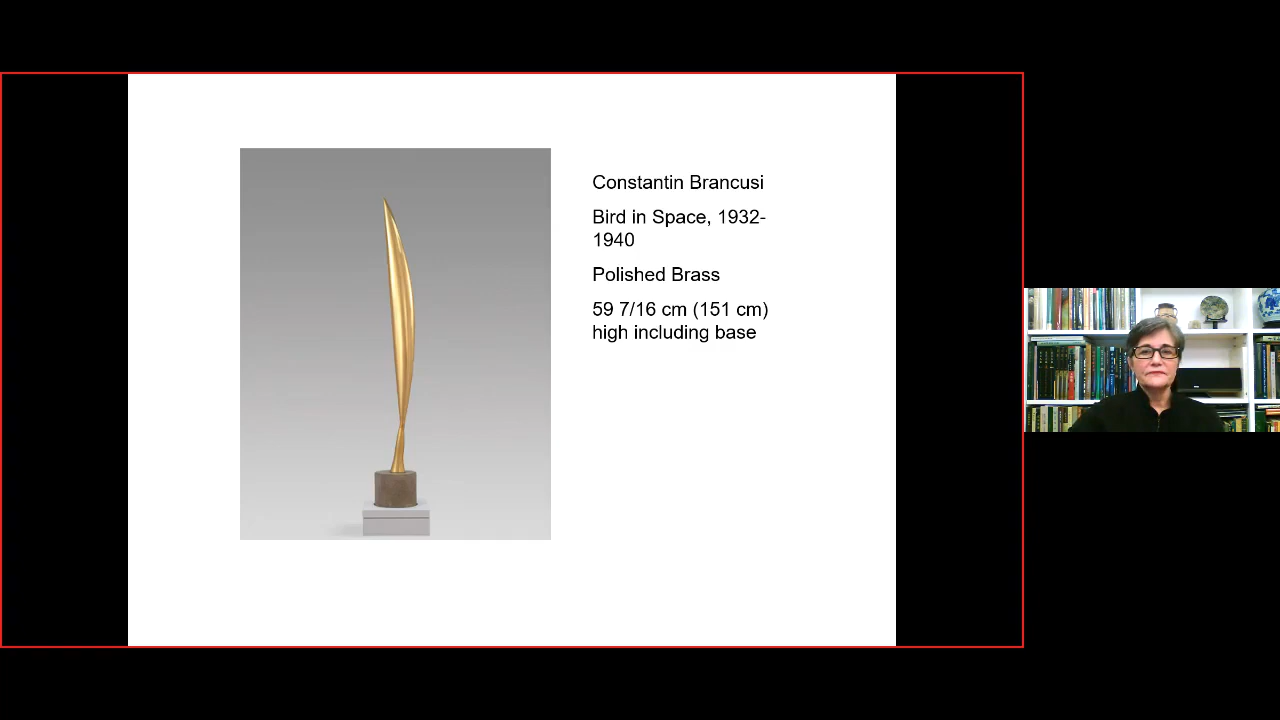 Constantin Brancusi
Bird in Space, 1932-
1940
Polished Brass
59 7/16 cm (151 cm)
high including base